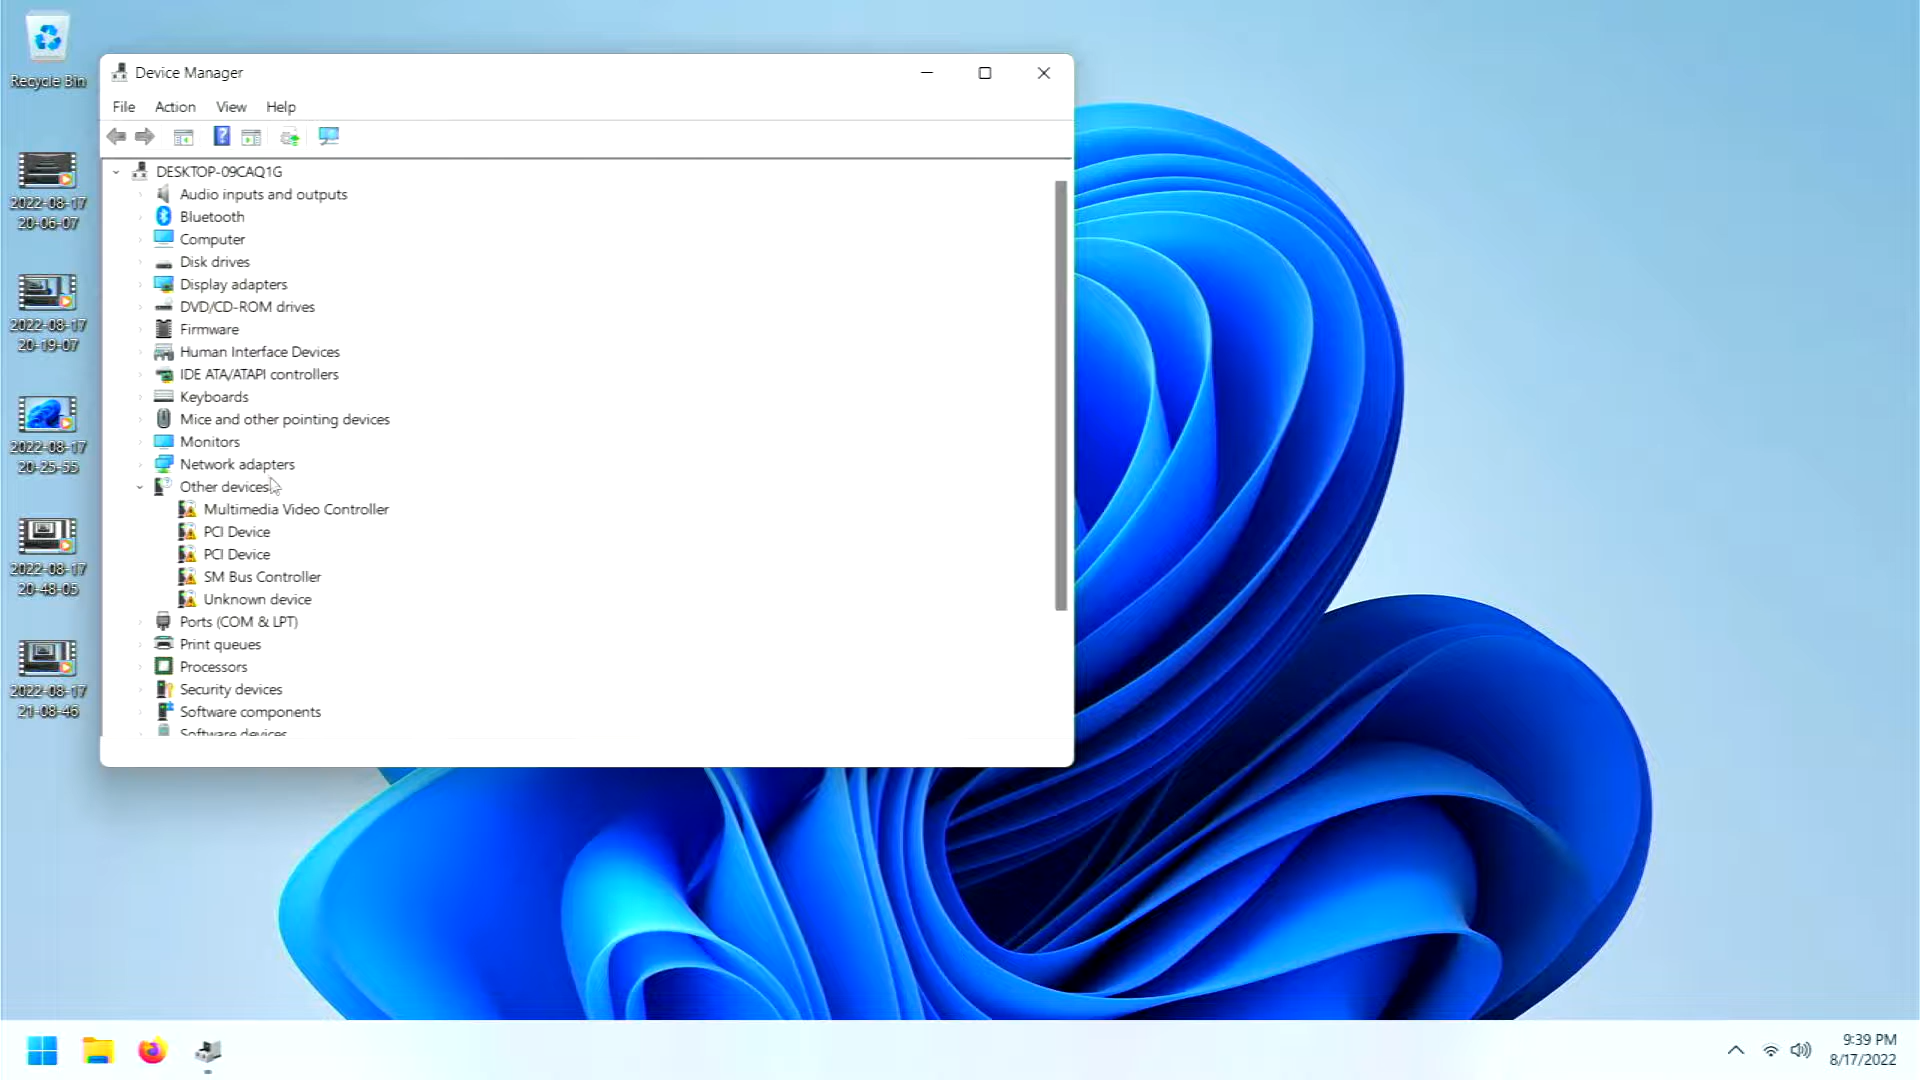 Recycle Bin
2022-08-17
20-06-07
2022-08-17
20-19-07
2022-08-17
20-25-55
2022-08-17
20-48-05
2022-08-17
21-08-46
Device Manager
File Action View Help
DESKTOP-09CAQ1G
Audio inputs and outputs
Bluetooth
Computer
Disk drives
Display adapters
DVD/CD-ROM drives
Firmware
Human Interface Devices
IDE ATA/ATAPI controllers
Keyboards
Mice and other pointing devices
Monitors
Network adapters
Other devices
Multimedia Video Controller
PCI Device
PCI Device
SM Bus Controller
Unknown device
Ports (COM & LPT)
Print queues
Processors
Security devices
Software components
Software devices
9:39 PM
8/17/2022